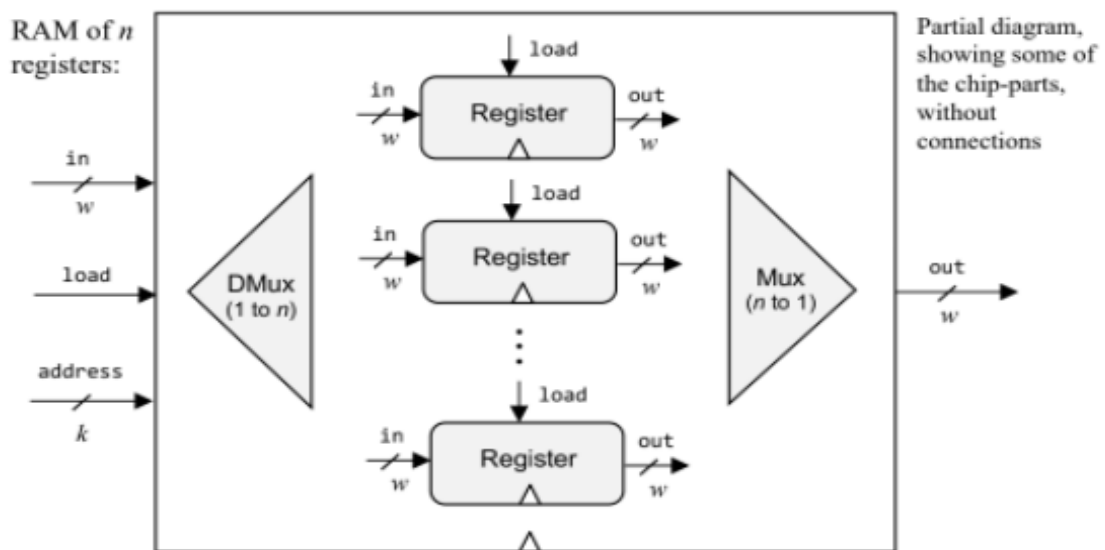 RAM of n
registers:
in
w
load
address
k
DMux
(1 to n)
load
in
w
Register
out
w
load
in
w
Register
out
w
load
in
w
Register
out
w
Mux
(n to 1)
out
w
Partial diagram,
showing some of
the chip-parts,
without
connections